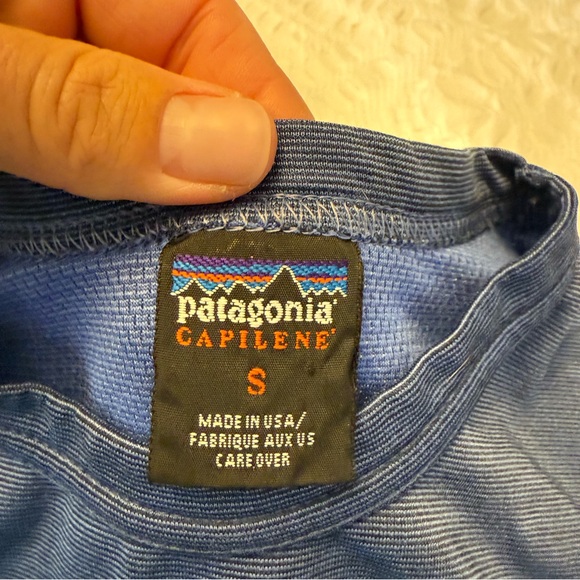 patagonia®
CAPILENE®
S
MADE IN USA/
FABRIQUE AUX US
CARE OVER